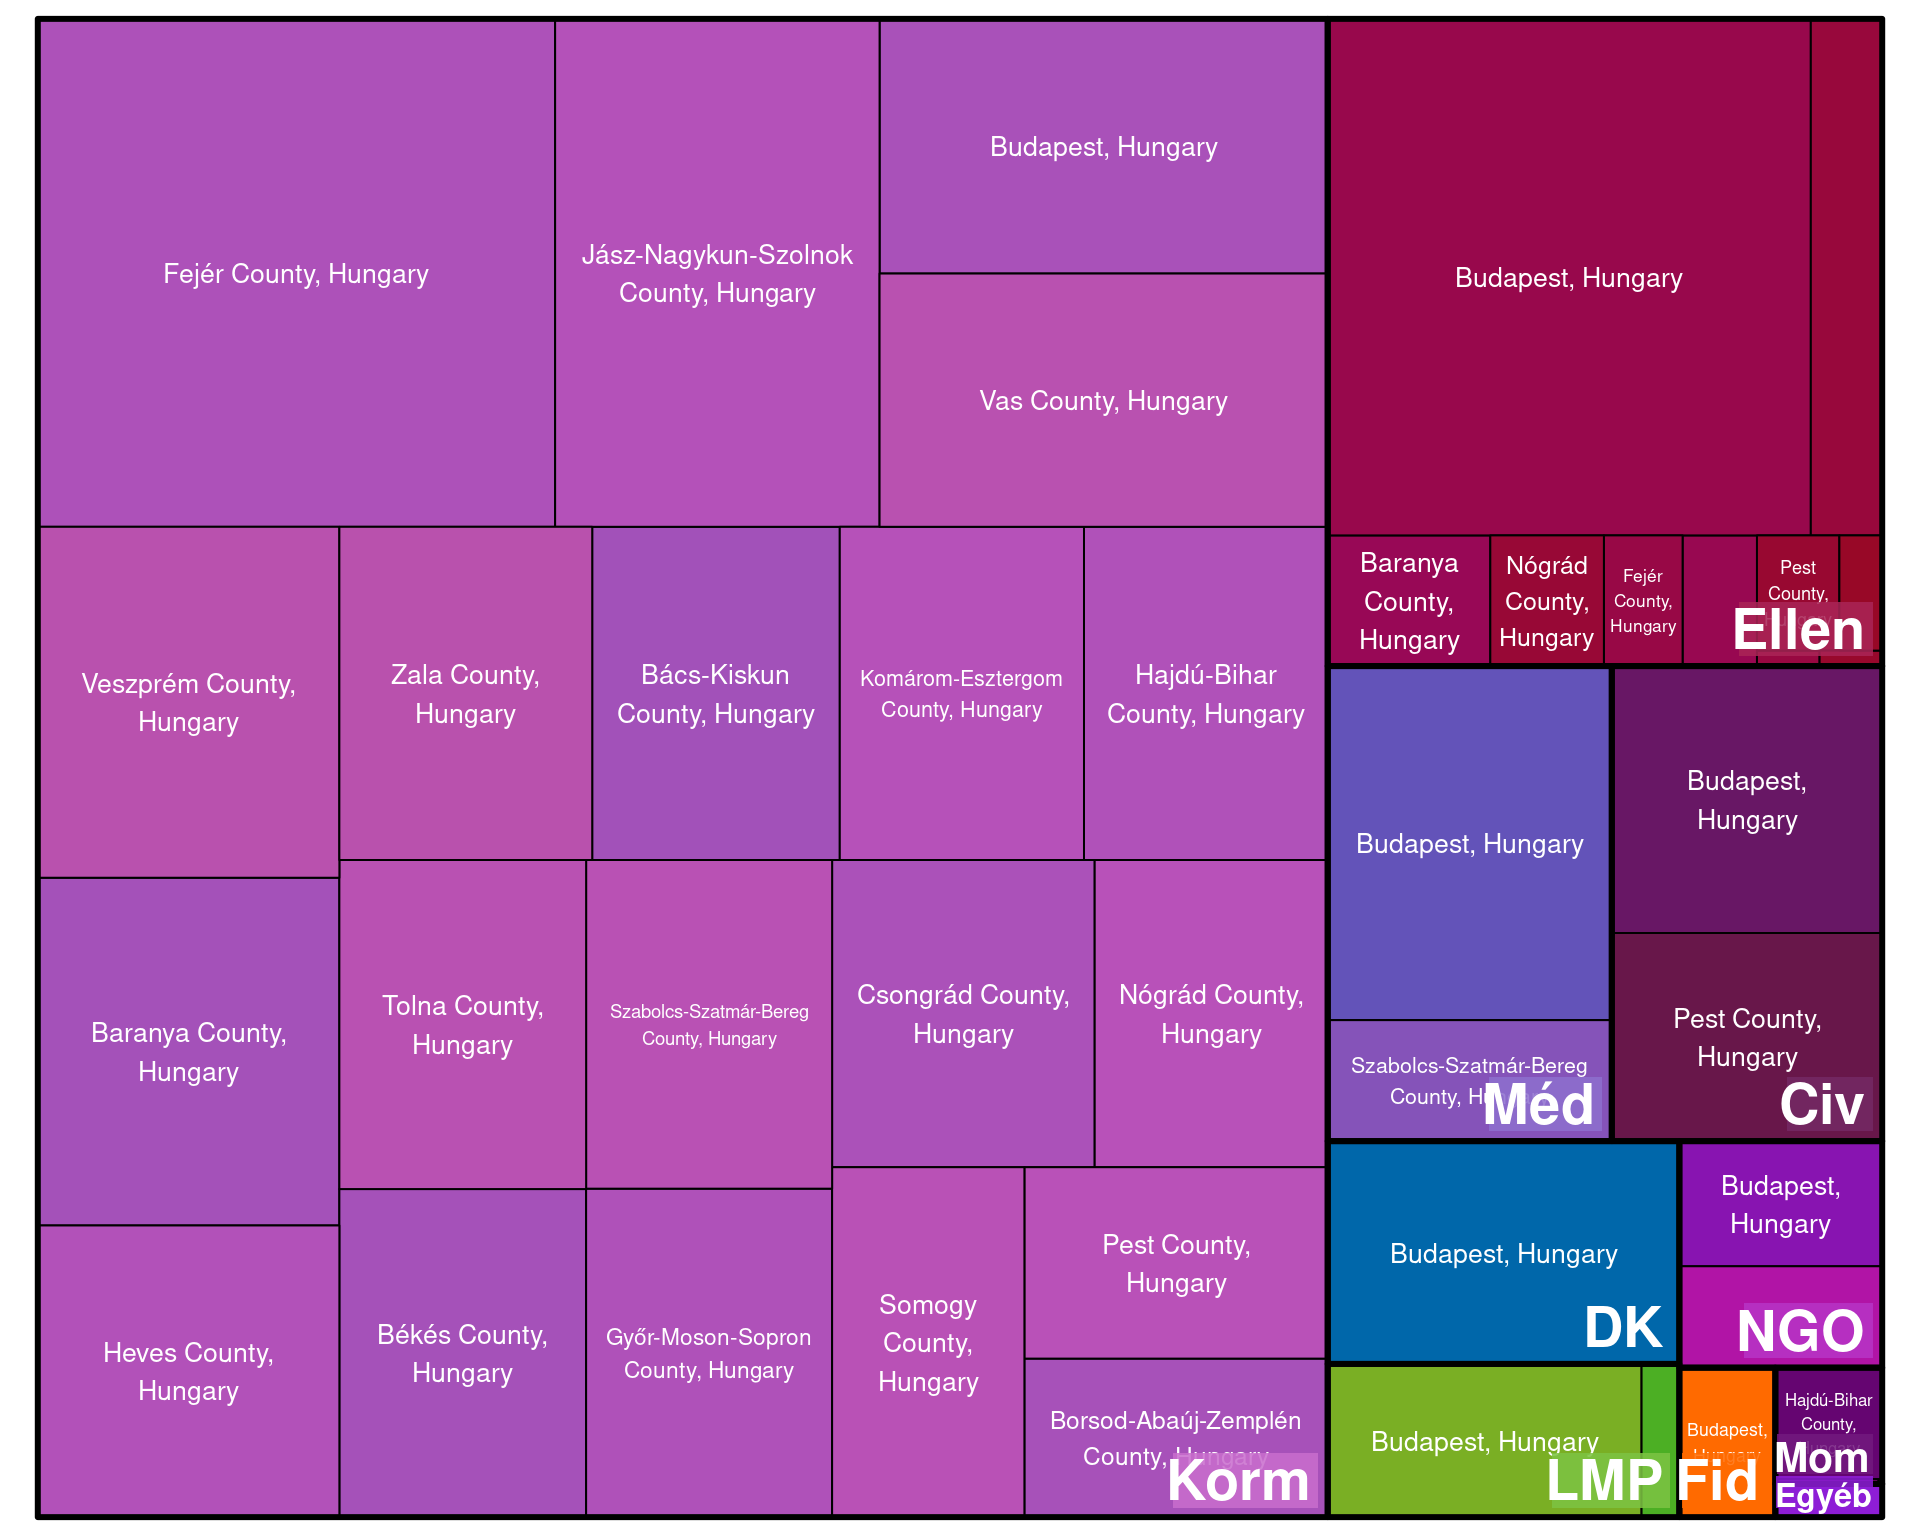 Fejér County, Hungary
Jász-Nagykun-Szolnok
County, Hungary
Budapest, Hungary
Vas County, Hungary
Veszprém County,
Hungary
Zala County,
Hungary
Bács-Kiskun
County, Hungary
Komárom-Esztergom
County, Hungary
Hajdú-Bihar
County, Hungary
Baranya County,
Hungary
Tolna County,
Hungary
Szabolcs-Szatmár-Bereg
County, Hungary
Csongrád County,
Hungary
Nógrád County,
Hungary
Heves County,
Hungary
Békés County,
Hungary
Győr-Moson-Sopron
County, Hungary
Somogy
County,
Hungary
Pest County,
Hungary
Borsod-Abaúj-Zemplén
County, Hungary
Korm
Budapest, Hungary
Baranya
County,
Hungary
Nógrád
County,
Hungary
Fejér
County,
Hungary
Pest
County,
Ellen
Budapest, Hungary
Szabolcs-Szatmár-Bereg
County,
Méd
Budapest,
Hungary
Pest County,
Hungary
Civ
Budapest, Hungary
DK
Budapest,
Hungary
NGO
Budapest, Hungary
LMP
Budapest,
Hungary
Fid
Hajdú-Bihar
County,
Mom
Egyéb